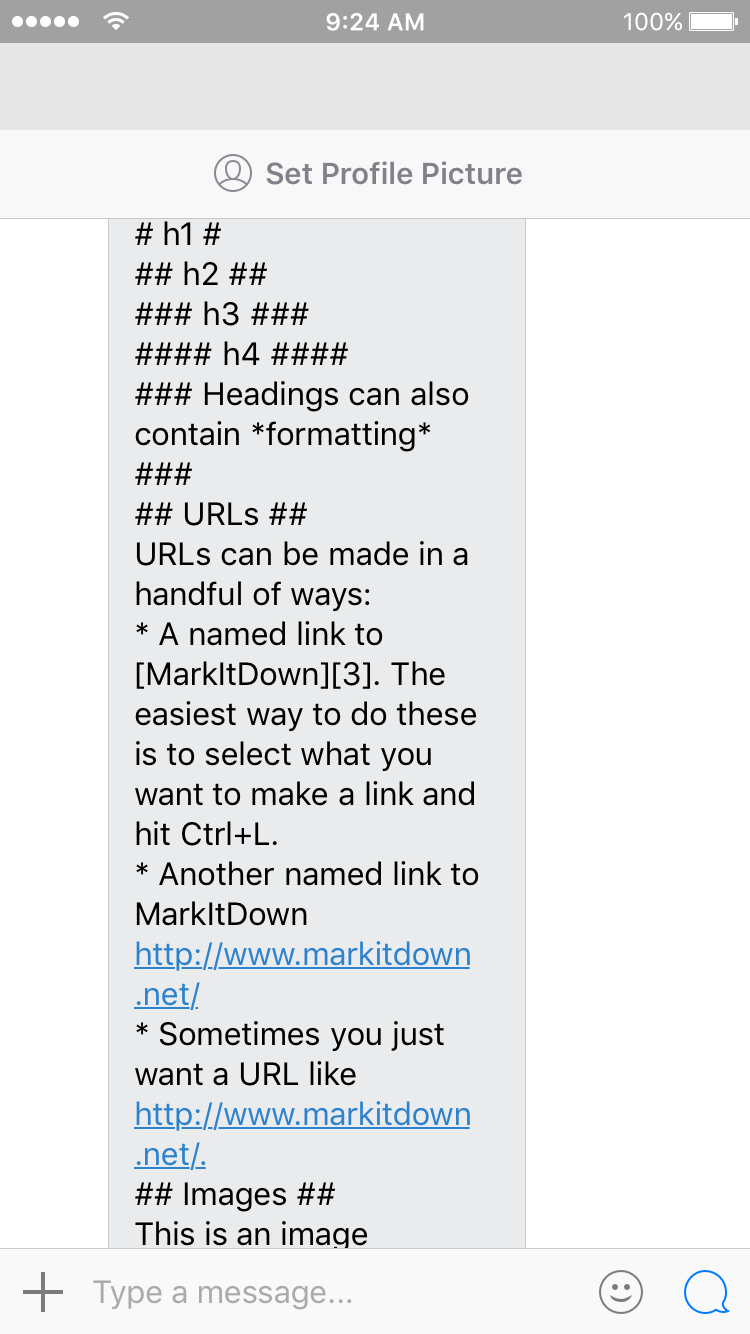 9:24 AM
100%
Set Profile Picture
# h1 #
## h2 ##
### h3 ###
#### h4 ####
### Headings can also
contain *formatting*
###
## URLs ##
URLs can be made in a
handful of ways:
* A named link to
[MarkItDown][3]. The
easiest way to do these
is to select what you
want to make a link and
hit Ctrl+L.
* Another named link to
MarkItDown
http://www.markitdown
.net/
* Sometimes you just
want a URL like
http://www.markitdown
.net/.
## Images ##
This is an image
Type a message...